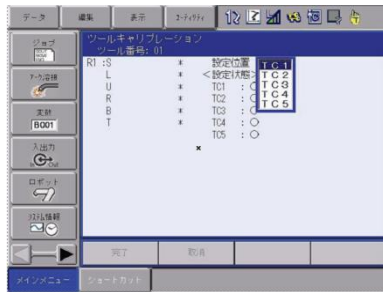 データ 編集 表示 ユーティリティ
ジョブ
アーク溶接
変数
B001
入出力
In Out
ロボット
システム情報
ツールキャリブレーション
ツール番号: 01
R1 :S * 設定位置 TC1
L * <設定状態> TC2
U * TC1 : ○ TC3
R * TC2 : ○ TC4
B * TC3 : ○ TC5
T * TC4 : ○
TC5 : ○
完了 取消
メインメニュー ショートカット